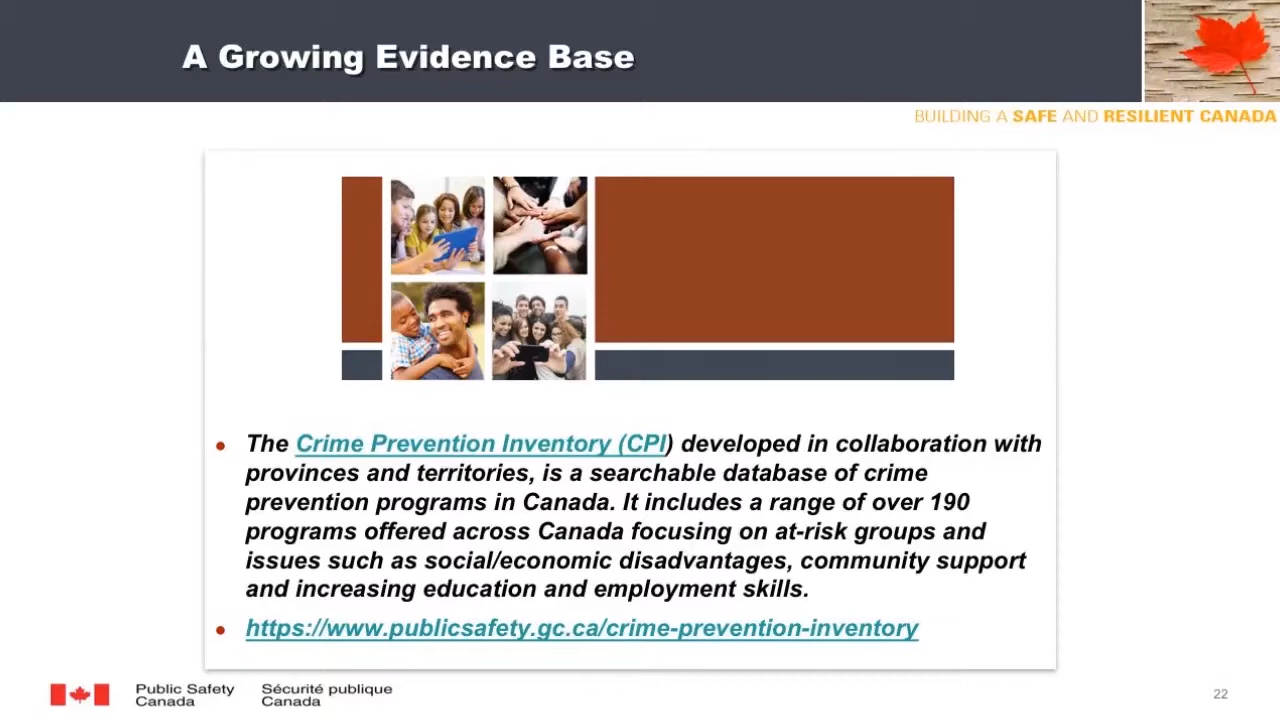 A Growing Evidence Base
BUILDING A SAFE AND RESILIENT CANADA
• The Crime Prevention Inventory (CPI) developed in collaboration with
provinces and territories, is a searchable database of crime
prevention programs in Canada. It includes a range of over 190
programs offered across Canada focusing on at-risk groups and
issues such as social/economic disadvantages, community support
and increasing education and employment skills.
• https://www.publicsafety.gc.ca/crime-prevention-inventory
Public Safety Sécurité publique
Canada Canada
22